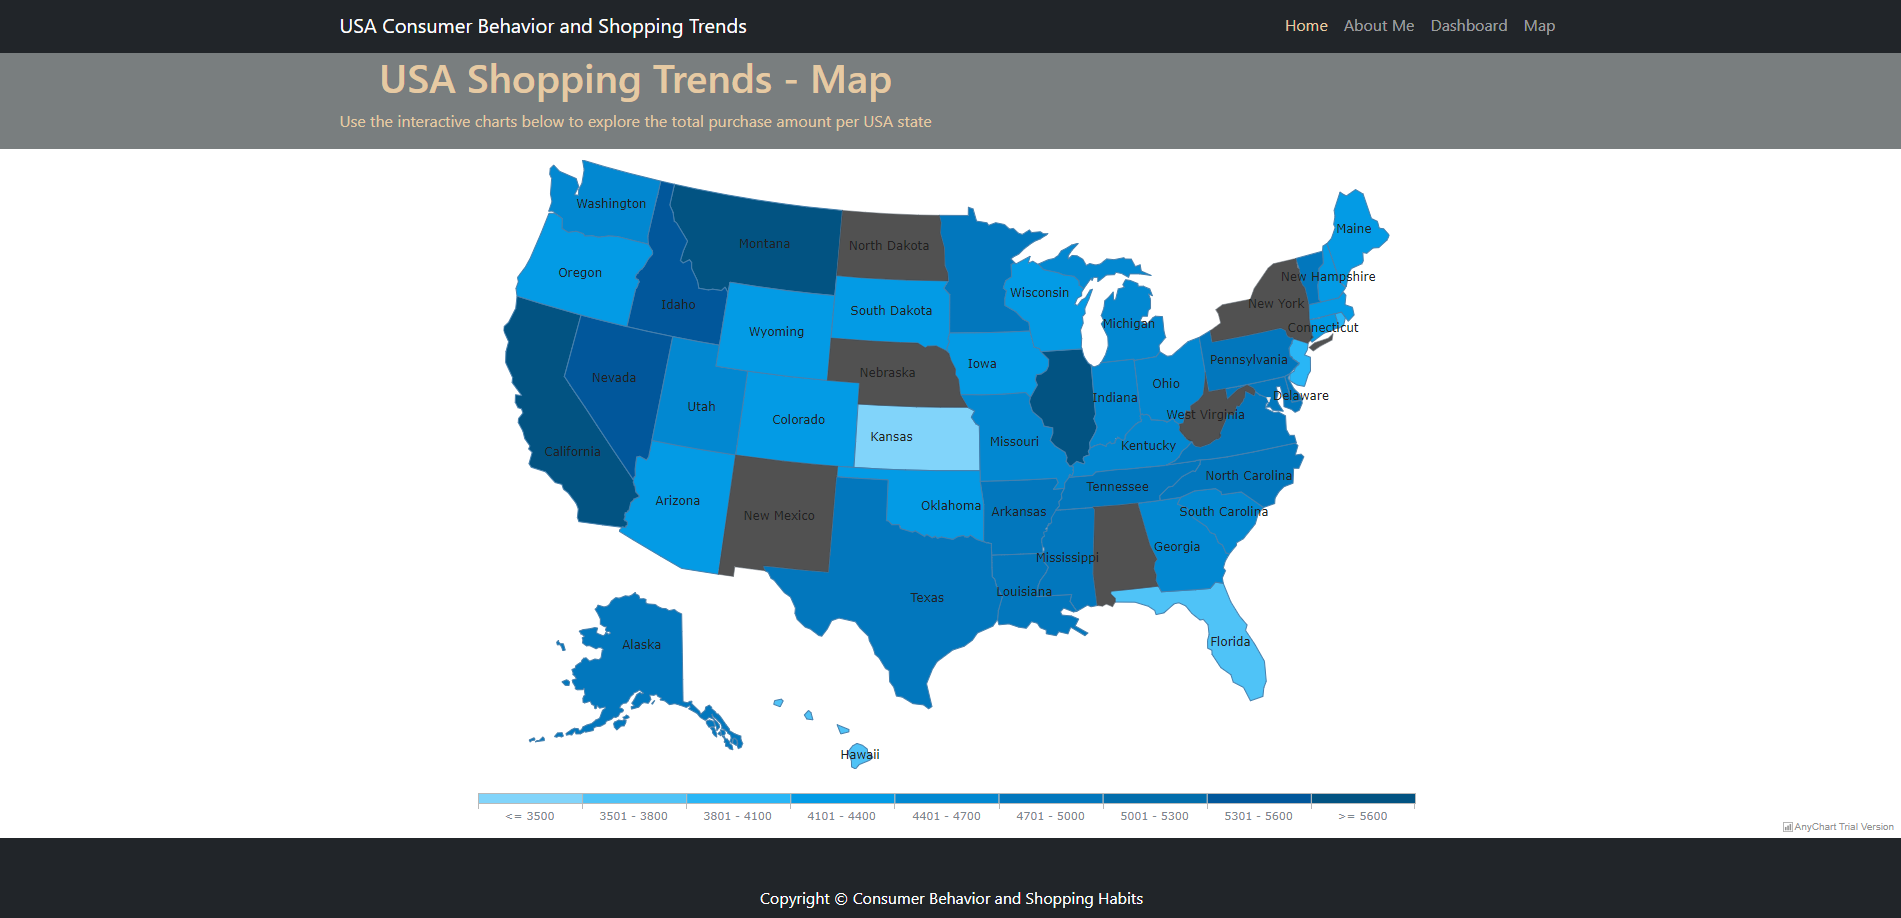 USA Consumer Behavior and Shopping Trends
Home About Me Dashboard Map
USA Shopping Trends - Map
Use the interactive charts below to explore the total purchase amount per USA state
Washington
Maine
Montana
North Dakota
Oregon
New Hampshire
Wisconsin
Idaho
New York
South Dakota
Michigan
Connecticut
Wyoming
Pennsylvania
Iowa
Nebraska
Nevada
Ohio
Delaware
Indiana
Utah
West Virginia
Colorado
Kansas
Missouri
Kentucky
California
North Carolina
Tennessee
Arizona
Oklahoma
Arkansas
South Carolina
New Mexico
Georgia
Mississippi
Louisiana
Texas
Florida
Alaska
Hawaii
<= 3500 3501 - 3800 3801 - 4100 4101 - 4400 4401 - 4700 4701 - 5000 5001 - 5300 5301 - 5600 >= 5600
AnyChart Trial Version
Copyright © Consumer Behavior and Shopping Habits